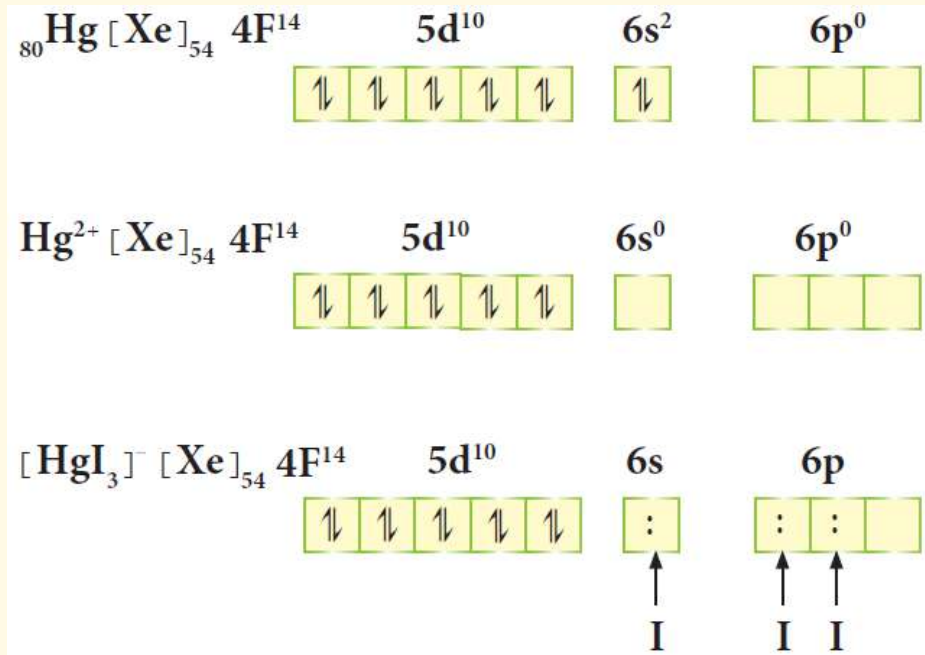 ₈₀Hg [Xe]₅₄ 4F¹⁴ 5d¹⁰ 6s² 6p⁰
⥮ ⥮ ⥮ ⥮ ⥮ ⥮
Hg²⁺ [Xe]₅₄ 4F¹⁴ 5d¹⁰ 6s⁰ 6p⁰
⥮ ⥮ ⥮ ⥮ ⥮
[HgI₃]⁻ [Xe]₅₄ 4F¹⁴ 5d¹⁰ 6s 6p
⥮ ⥮ ⥮ ⥮ ⥮ : : :
I I I